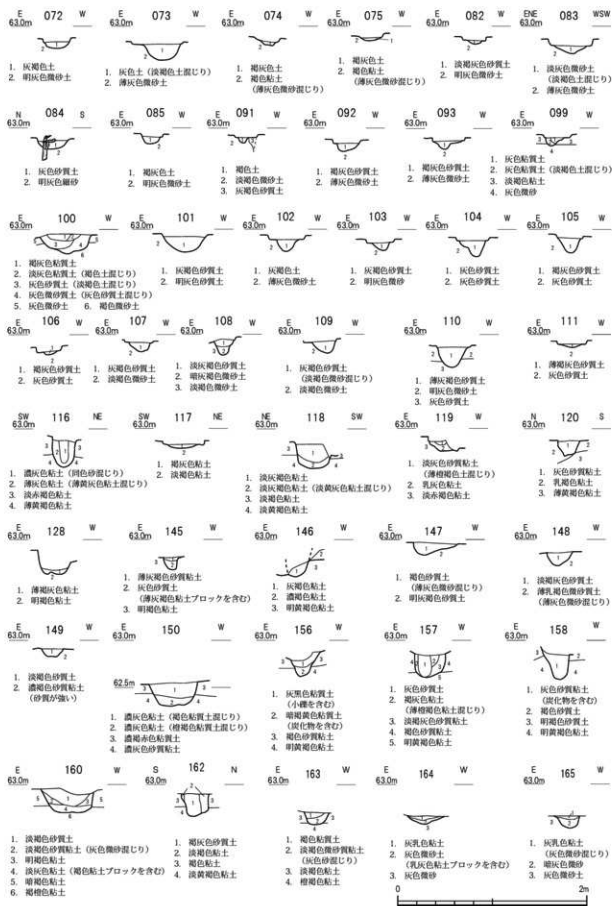 E 072 W
63.0m
1. 灰褐色土
2. 明灰色微砂土
E 073 W
63.0m
1. 灰色土（淡褐色土混じり）
2. 薄灰色微砂土
E 074 W
63.0m
1. 褐色土
2. 褐色粘土
（薄灰色微砂混じり）
E 075 W
63.0m
1. 褐灰色土
2. 褐色粘土
（薄灰色微砂混じり）
E 082 W
63.0m
1. 褐灰色砂質土
2. 明灰色微砂土
ENE 083 WSW
63.0m
1. 淡灰色微砂土
（淡褐色土混じり）
2. 薄灰色微砂土
N 084 S
63.0m
1. 灰色砂質土
2. 明灰色細砂
E 085 W
63.0m
1. 褐色土
2. 明灰色微砂土
E 091 W
63.0m
1. 褐色土
2. 淡褐色微砂土
3. 灰褐色砂質土
E 092 W
63.0m
1. 灰褐色砂質土
2. 薄灰色微砂土
E 093 W
63.0m
1. 褐灰色砂質土
2. 薄灰色微砂土
E 099 W
63.0m
1. 灰色粘質土
2. 灰色粘質土（淡褐色土混じり）
3. 淡褐色粘土
4. 灰色微砂
E 100 W
63.0m
1. 褐灰色粘質土
2. 淡灰色粘質土（褐色土混じり）
3. 灰色砂質土（淡褐色土混じり）
4. 灰色微砂質土（灰色砂質土混じり）
5. 灰色微砂土 6. 褐色微砂土
E 101 W
63.0m
1. 灰褐色砂質土
2. 明灰色砂質土
E 102 W
63.0m
1. 灰褐色土
2. 薄灰色微砂土
E 103 W
63.0m
1. 灰褐色砂質土
2. 明灰色微砂
E 104 W
63.0m
1. 灰色砂質土
2. 灰色砂質土
E 105 W
63.0m
1. 褐灰色砂質土
2. 灰色砂質土
E 106 W
63.0m
1. 褐灰色砂質土
2. 灰色砂質土
E 107 W
63.0m
1. 灰褐色砂質土
2. 淡褐色微砂土
E 108 W
63.0m
1. 淡灰色砂質土
2. 暗灰褐色微砂土
3. 淡褐色微砂土
E 109 W
63.0m
1. 灰褐色砂質土
（淡褐色微砂混じり）
2. 淡褐色微砂土
E 110 W
63.0m
1. 薄灰褐色砂質土
2. 明灰色微砂土
3. 灰色砂質土
E 111 W
63.0m
1. 薄褐灰色砂質土
2. 灰色砂質土
SW 116 NE
63.0m
1. 濃灰色粘土（同色砂混じり）
2. 薄灰色粘土（薄黄灰色粘土混じり）
3. 淡赤褐色粘土
4. 薄黄褐色粘土
SW 117 NE
63.0m
1. 褐灰色粘土
2. 淡褐色粘土
NE 118 SW
63.0m
1. 淡灰褐色粘土
2. 淡灰褐色粘土（淡黄灰色粘土混じり）
3. 淡褐色粘土
4. 淡黄褐色粘土
E 119 W
63.0m
1. 淡灰色砂質粘土
（薄橙褐色土混じり）
2. 乳灰色粘土
3. 淡赤褐色粘土
N 120 S
63.0m
1. 灰色砂質粘土
2. 乳褐色粘土
3. 薄黄褐色粘土
E 128 W
63.0m
1. 薄褐灰色粘土
2. 明褐色粘土
E 145 W
63.0m
1. 薄灰褐色砂質粘土
2. 灰色砂質土
（薄灰褐色粘土ブロックを含む）
3. 明褐色粘土
E 146 W
63.0m
1. 灰褐色粘土
2. 濃褐色粘土
3. 明黄褐色粘土
E 147 W
63.0m
1. 褐色砂質土
（薄灰色微砂混じり）
2. 明灰褐色砂質土
E 148 W
63.0m
1. 淡褐灰色砂質土
2. 薄乳褐色微砂土
（薄灰色微砂混じり）
E 149 W
63.0m
1. 淡褐色砂質土
2. 濃褐色砂質粘土
（砂質が強い）
E 150 W
62.5m
1. 濃灰色粘土（褐色粘質土混じり）
2. 濃灰色粘土（橙褐色粘質土混じり）
3. 濃褐赤色粘質土
4. 濃灰色砂質粘土
E 156 W
63.0m
1. 灰黒色粘質土
（小礫を含む）
2. 暗褐黄色粘質土
（炭化物を含む）
3. 褐色砂質粘土
4. 明黄褐色粘土
E 157 W
63.0m
1. 灰色砂質土
2. 褐灰色粘土
（薄橙褐色粘土混じり）
3. 淡褐灰色砂質粘土
4. 褐色砂質粘土
5. 明黄褐色粘土
E 158 W
63.0m
1. 灰色砂質粘土
（炭化物を含む）
2. 褐色砂質土
3. 明褐色砂質土
4. 明黄褐色粘土
E 160 W
63.0m
1. 淡褐色砂質土
2. 淡褐色砂質粘土（灰色微砂混じり）
3. 明褐色粘土
4. 淡灰色粘土（褐色粘土ブロックを含む）
5. 暗褐色粘土
6. 褐橙色粘土
S 162 N
63.0m
1. 褐灰色砂質土
2. 淡褐色粘土
3. 褐色粘土
4. 淡黄褐色粘土
E 163 W
63.0m
1. 褐色粘質土
2. 淡褐色微砂質粘土
（灰色砂混じり）
3. 淡褐色粘土
4. 橙褐色粘土
E 164 W
63.0m
1. 灰乳色粘土
2. 灰色微砂土
（乳灰色粘土ブロックを含む）
3. 灰色微砂
E 165 W
63.0m
1. 灰乳色粘土
（灰色微砂混じり）
2. 暗灰色微砂
3. 灰色微砂土
0 2m